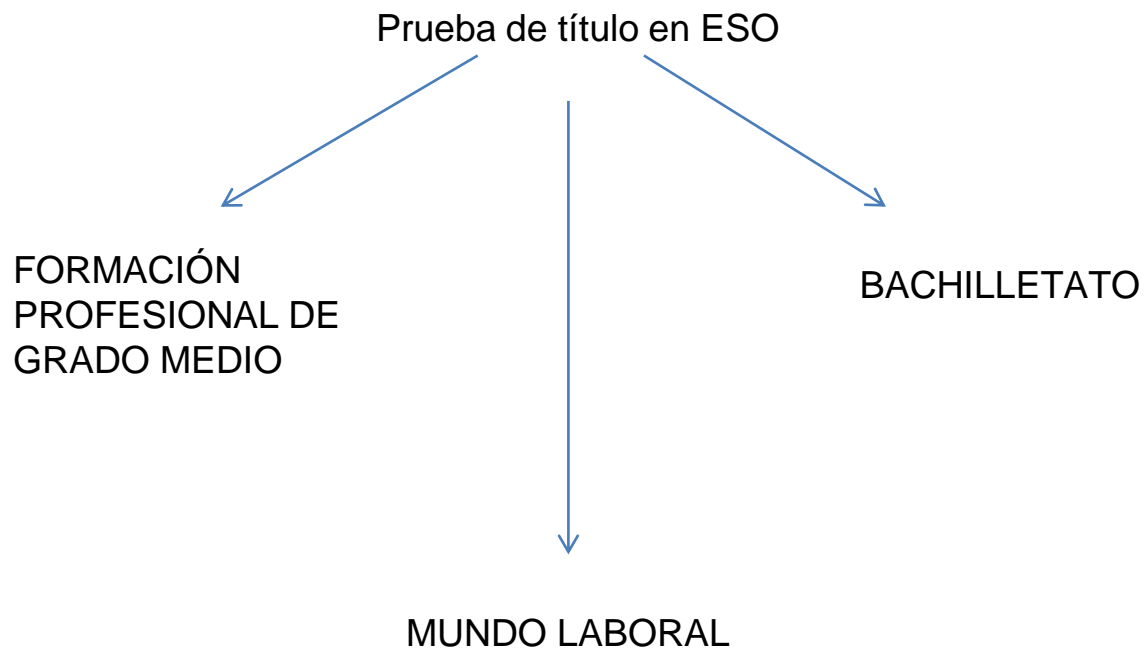 Prueba de título en ESO
FORMACIÓN
PROFESIONAL DE
GRADO MEDIO
BACHILLETATO
MUNDO LABORAL